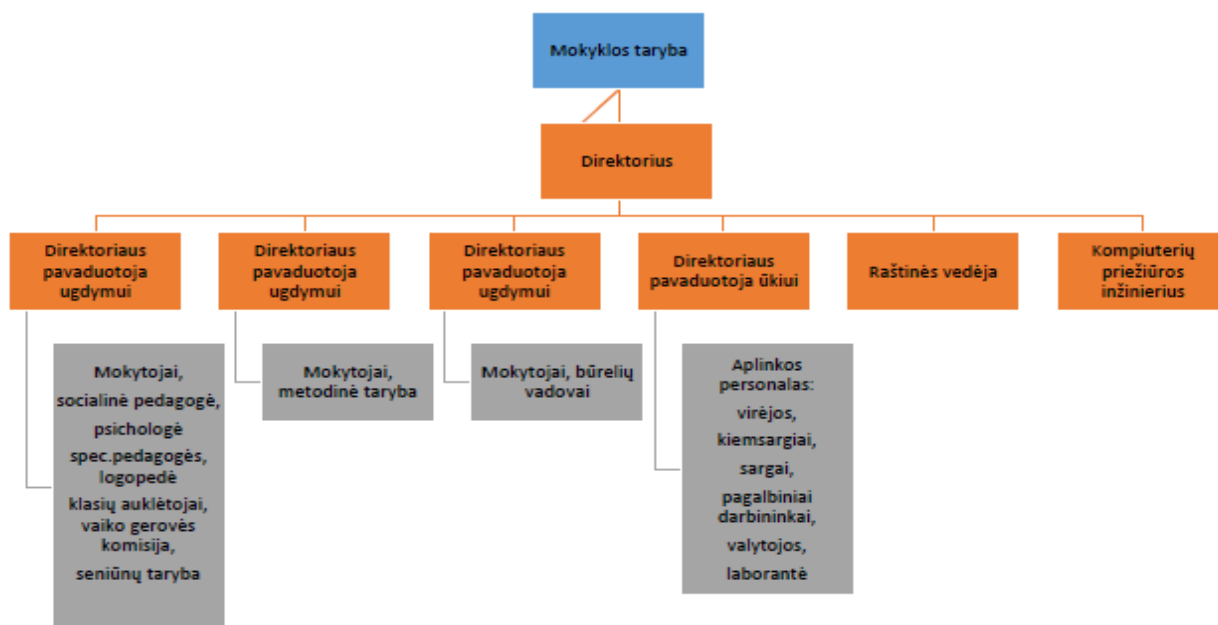 Mokyklos taryba
Direktorius
Direktoriaus
pavaduotoja
ugdymui
Direktoriaus
pavaduotoja
ugdymui
Direktoriaus
pavaduotoja
ugdymui
Direktoriaus
pavaduotoja ūkiui
Raštinės vedėja
Kompiuterių
priežiūros
inžinierius
Mokytojai,
socialinė pedagogė,
psichologė
spec.pedagogės,
logopedė
klasių auklėtojai,
vaiko gerovės
komisija,
seniūnų taryba
Mokytojai,
metodinė taryba
Mokytojai, būrelių
vadovai
Aplinkos
personalas:
virėjos,
kiemsargiai,
sargai,
pagalbiniai
darbininkai,
valytojos,
laborantė